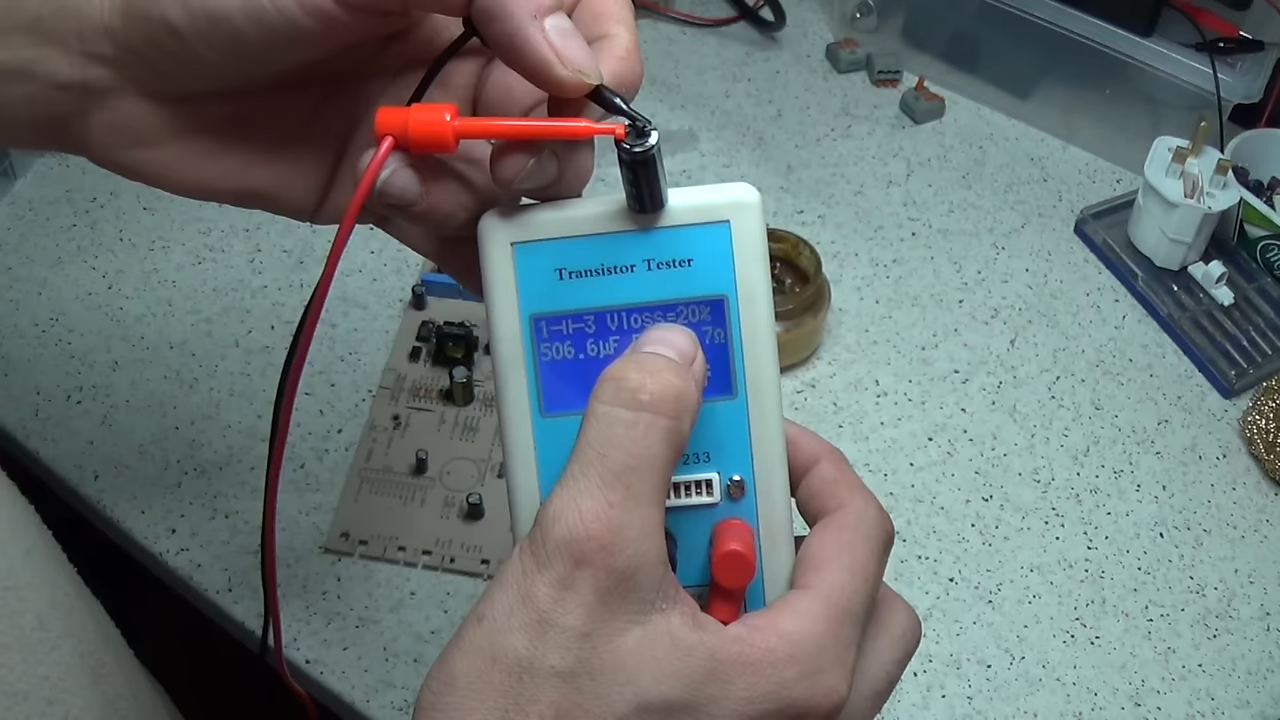 Transistor Tester
1-||-3 Vloss=20%
506.6µF 7Ω
233